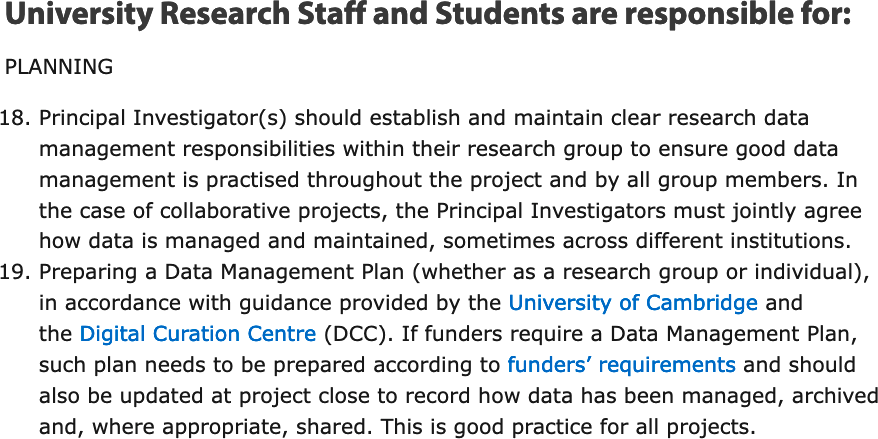 University Research Staff and Students are responsible for:
PLANNING
18. Principal Investigator(s) should establish and maintain clear research data
management responsibilities within their research group to ensure good data
management is practised throughout the project and by all group members. In
the case of collaborative projects, the Principal Investigators must jointly agree
how data is managed and maintained, sometimes across different institutions.
19. Preparing a Data Management Plan (whether as a research group or individual),
in accordance with guidance provided by the University of Cambridge and
the Digital Curation Centre (DCC). If funders require a Data Management Plan,
such plan needs to be prepared according to funders’ requirements and should
also be updated at project close to record how data has been managed, archived
and, where appropriate, shared. This is good practice for all projects.